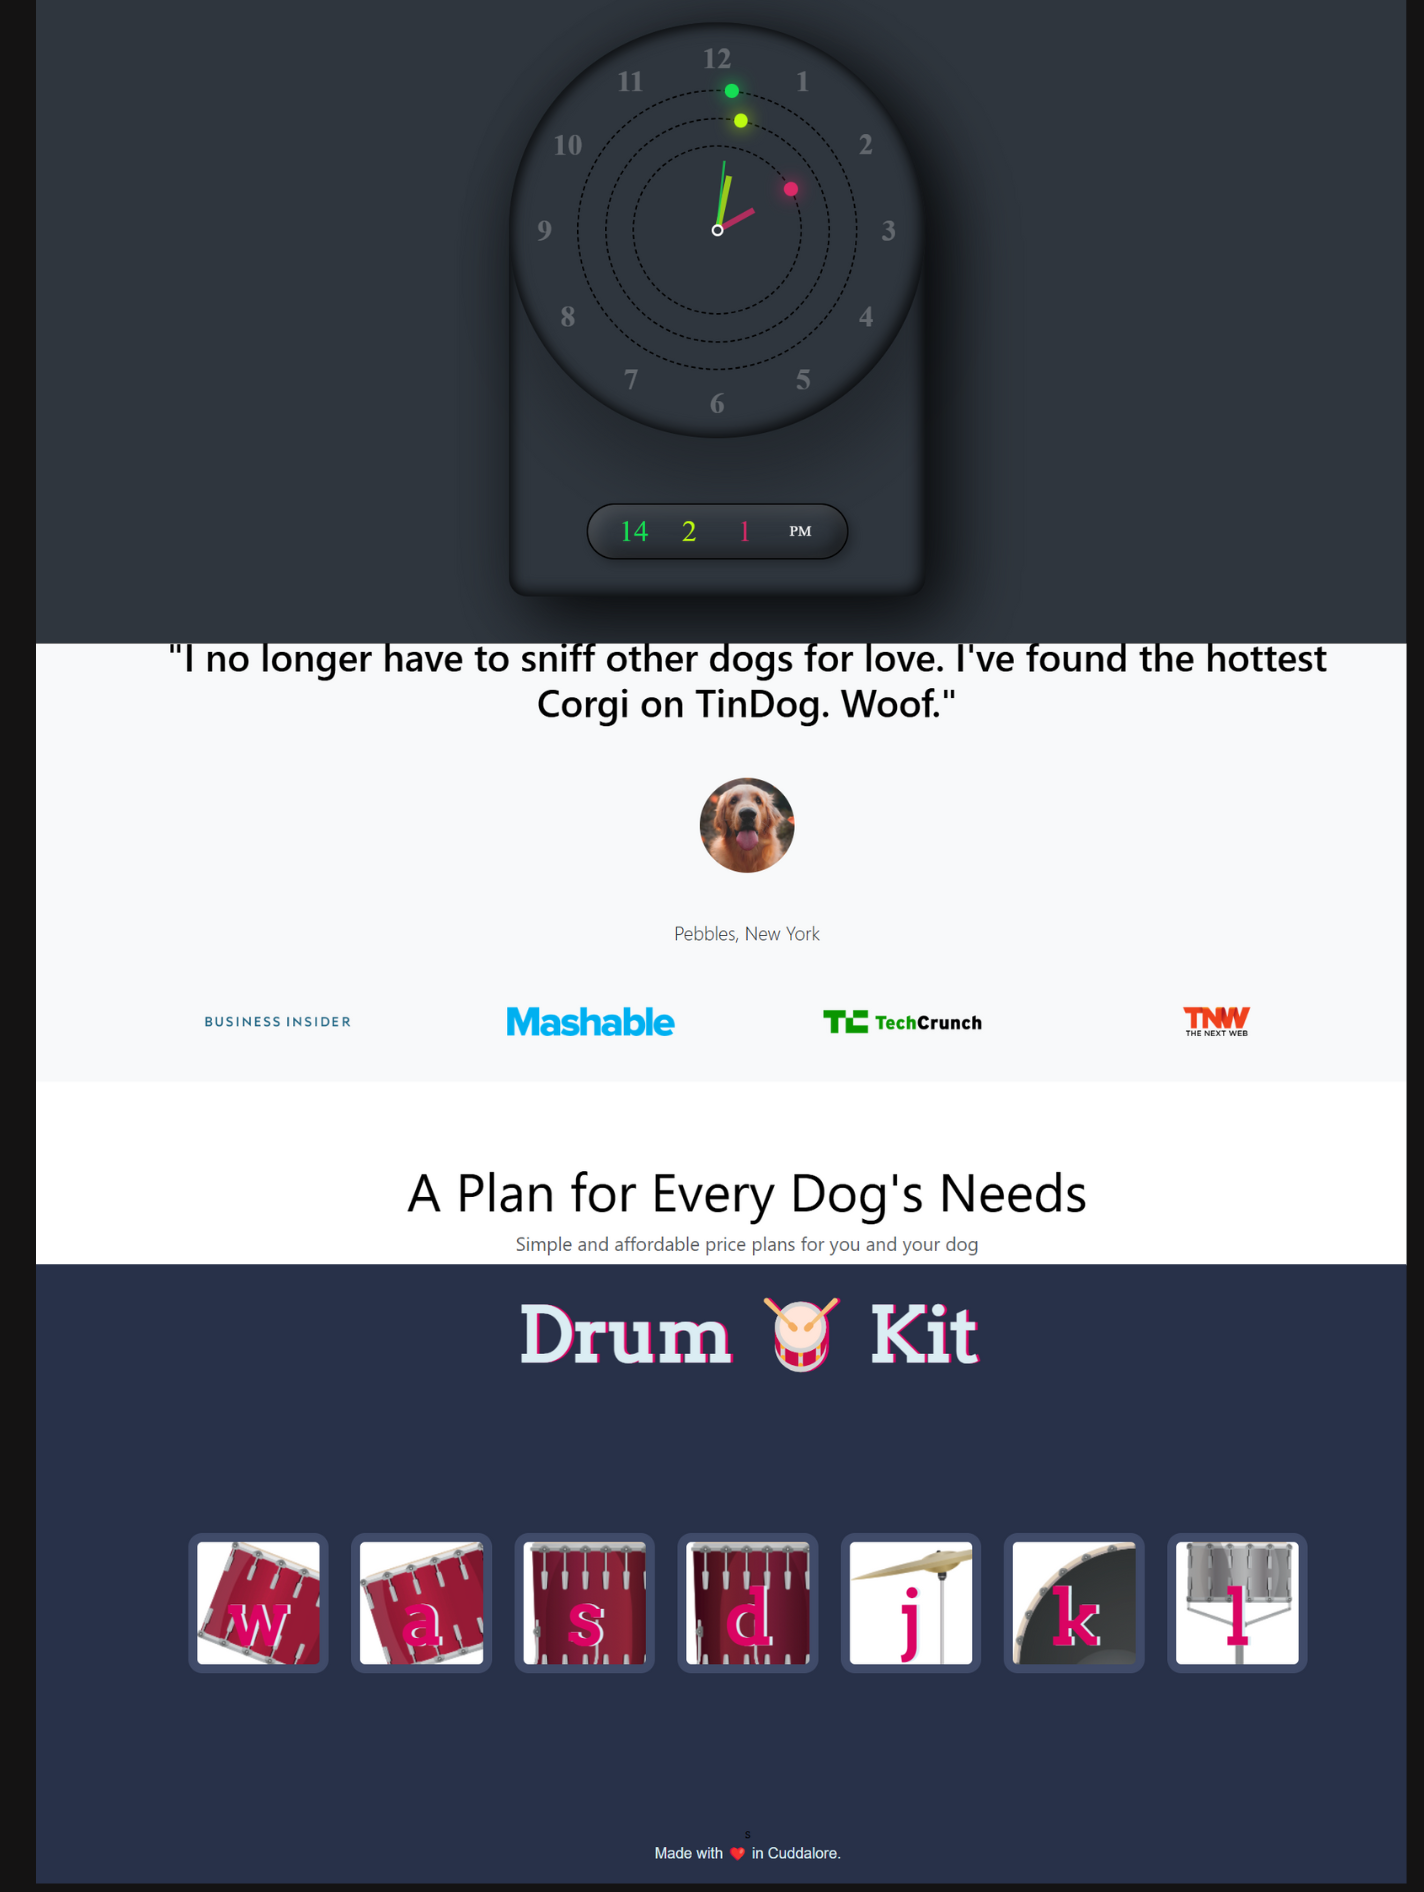 12
11
1
10
2
9
3
8
4
7
5
6
14 2 1 PM
"I no longer have to sniff other dogs for love. I've found the hottest
Corgi on TinDog. Woof."
Pebbles, New York
BUSINESS INSIDER
Mashable
TC TechCrunch
TNW
THE NEXT WEB
A Plan for Every Dog's Needs
Simple and affordable price plans for you and your dog
Drum Kit
w a s d j k l
s
Made with ❤️ in Cuddalore.